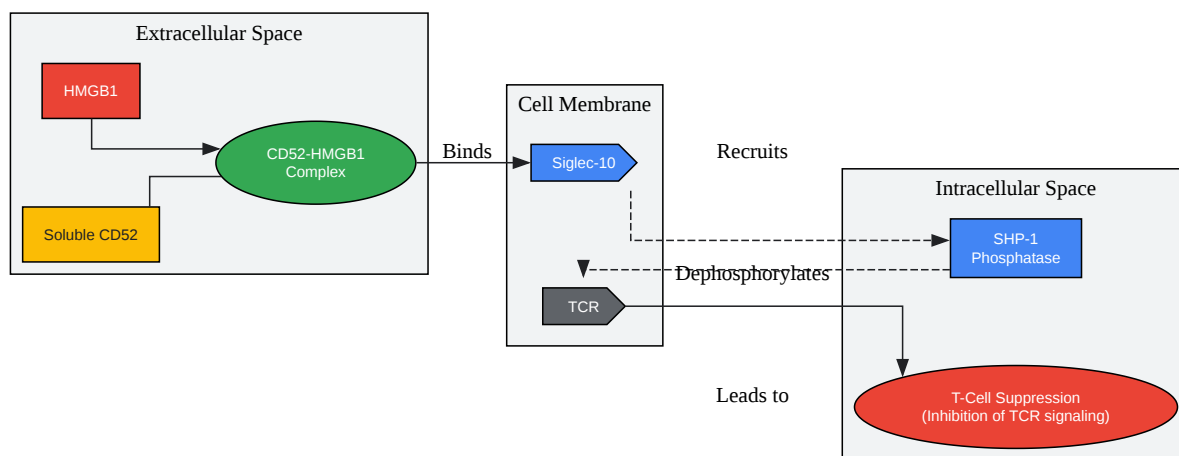 Extracellular Space
HMGB1
CD52-HMGB1
Complex
Soluble CD52
Binds
Cell Membrane
Siglec-10
TCR
Recruits
Dephosphorylates
Leads to
Intracellular Space
SHP-1
Phosphatase
T-Cell Suppression
(Inhibition of TCR signaling)